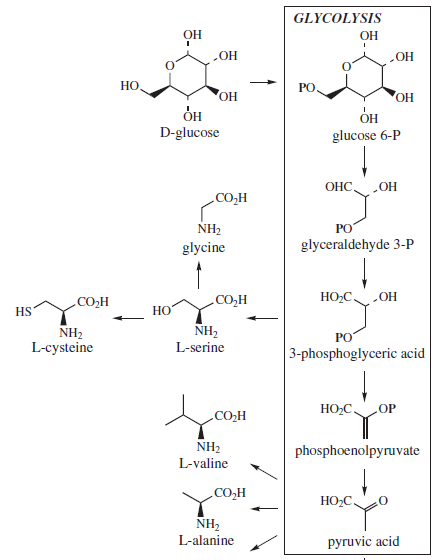 GLYCOLYSIS
OH
OH
O
HO
OH
OH
D-glucose
OH
OH
O
PO
OH
OH
glucose 6-P
OHC
OH
PO
glyceraldehyde 3-P
CO₂H
NH₂
glycine
HS
CO₂H
NH₂
L-cysteine
HO
CO₂H
NH₂
L-serine
HO₂C
OH
PO
3-phosphoglyceric acid
HO₂C
OP
phosphoenolpyruvate
CO₂H
NH₂
L-valine
CO₂H
NH₂
L-alanine
HO₂C
O
pyruvic acid